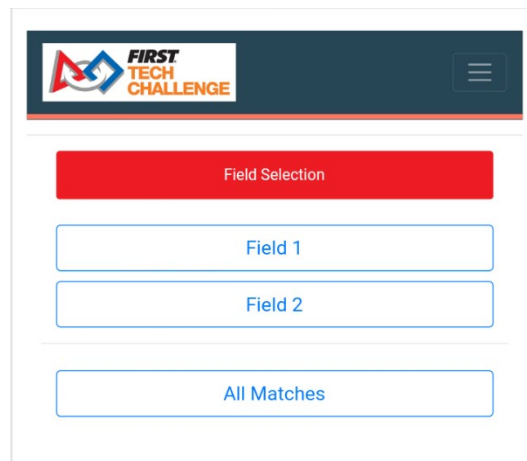 FIRST
TECH
CHALLENGE
Field Selection
Field 1
Field 2
All Matches